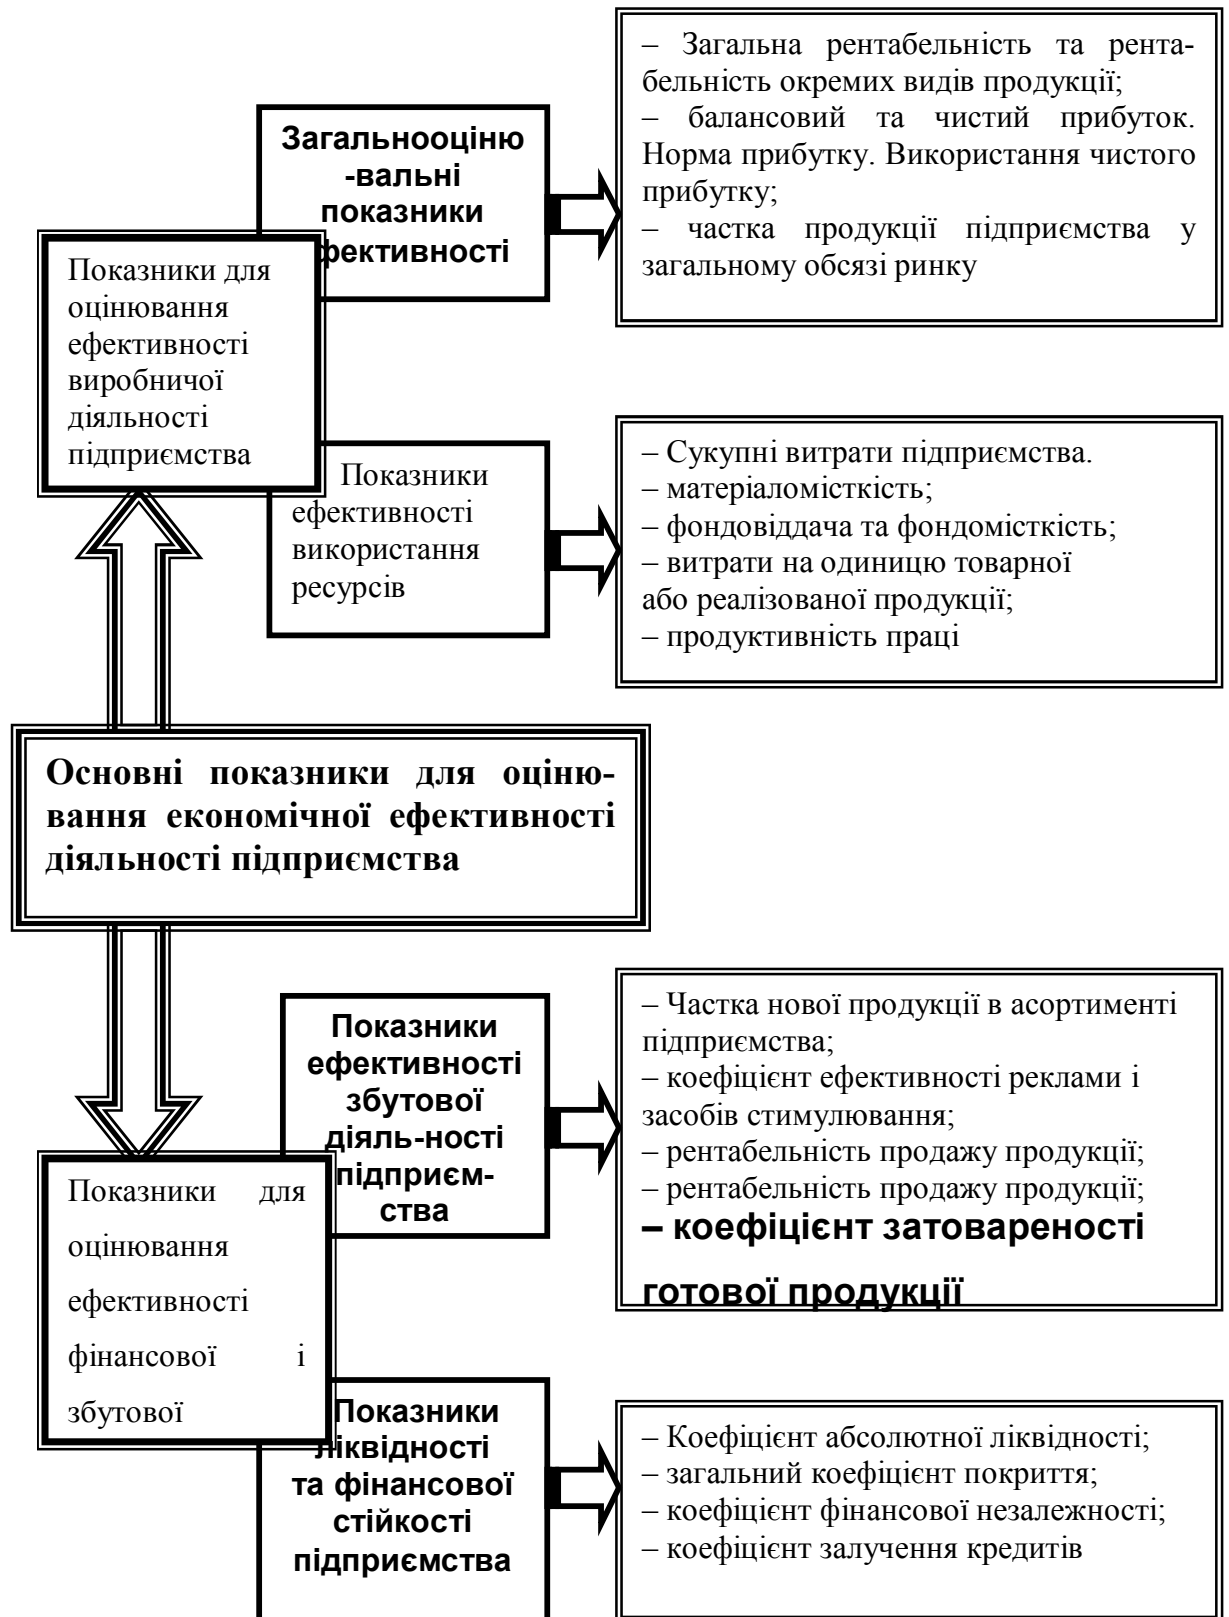 Загальнооціню
-вальні
показники
фективності
– Загальна рентабельність та рента-
бельність окремих видів продукції;
– балансовий та чистий прибуток.
Норма прибутку. Використання чистого
прибутку;
– частка продукції підприємства у
загальному обсязі ринку
Показники для
оцінювання
ефективності
виробничої
діяльності
підприємства
Показники
ефективності
використання
ресурсів
– Сукупні витрати підприємства.
– матеріаломісткість;
– фондовіддача та фондомісткість;
– витрати на одиницю товарної
або реалізованої продукції;
– продуктивність праці
Основні показники для оціню-
вання економічної ефективності
діяльності підприємства
Показники
ефективності
збутової
діяль-ності
підприєм-
ства
– Частка нової продукції в асортименті
підприємства;
– коефіцієнт ефективності реклами і
засобів стимулювання;
– рентабельність продажу продукції;
– рентабельність продажу продукції;
– коефіцієнт затовареності
готової продукції
Показники для
оцінювання
ефективності
фінансової і
збутової
Показники
ліквідності
та фінансової
стійкості
підприємства
– Коефіцієнт абсолютної ліквідності;
– загальний коефіцієнт покриття;
– коефіцієнт фінансової незалежності;
– коефіцієнт залучення кредитів